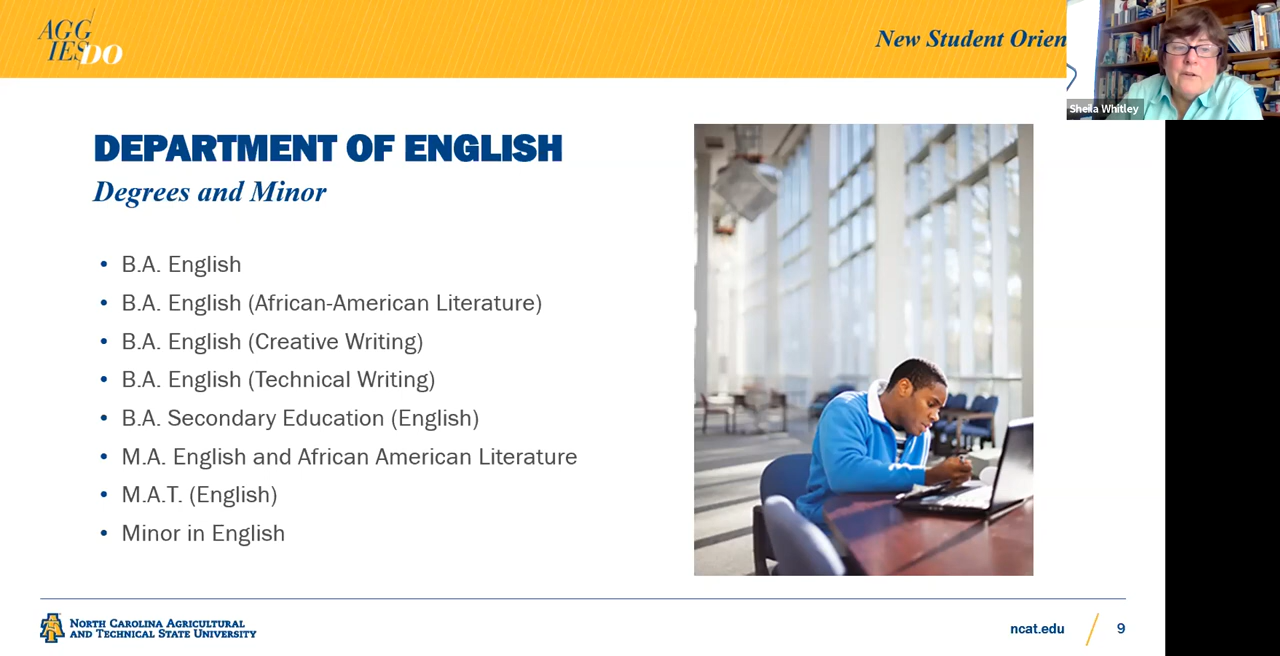 AGG
IES DO
New Student Orien
Sheila Whitley
DEPARTMENT OF ENGLISH
Degrees and Minor
• B.A. English
• B.A. English (African-American Literature)
• B.A. English (Creative Writing)
• B.A. English (Technical Writing)
• B.A. Secondary Education (English)
• M.A. English and African American Literature
• M.A.T. (English)
• Minor in English
North Carolina Agricultural
and Technical State University
ncat.edu
9